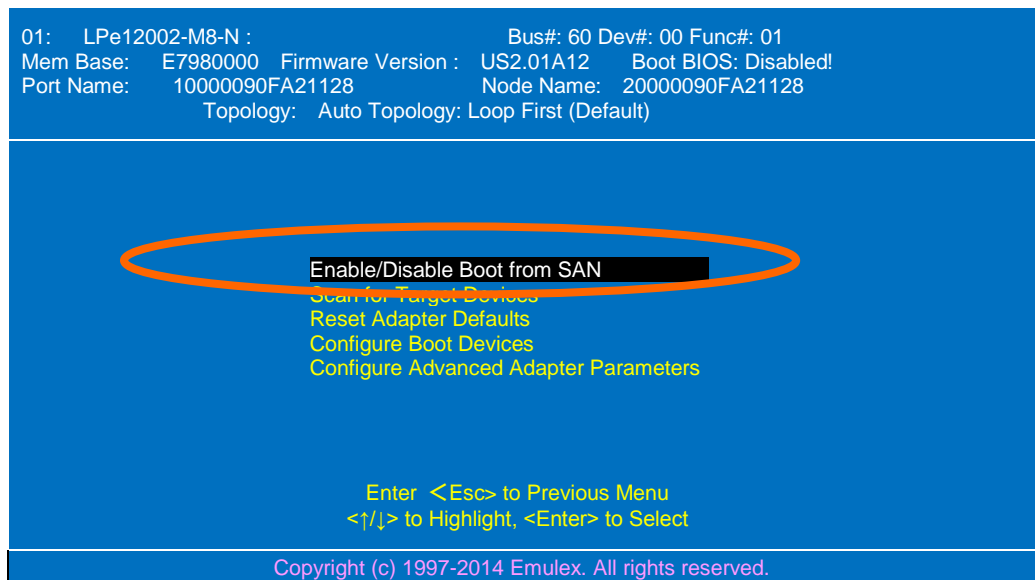 01: LPe12002-M8-N : Bus#: 60 Dev#: 00 Func#: 01
Mem Base: E7980000 Firmware Version : US2.01A12 Boot BIOS: Disabled!
Port Name: 10000090FA21128 Node Name: 20000090FA21128
Topology: Auto Topology: Loop First (Default)
Enable/Disable Boot from SAN
Scan for Target Devices
Reset Adapter Defaults
Configure Boot Devices
Configure Advanced Adapter Parameters
Enter <Esc> to Previous Menu
<↑/↓> to Highlight, <Enter> to Select
Copyright (c) 1997-2014 Emulex. All rights reserved.